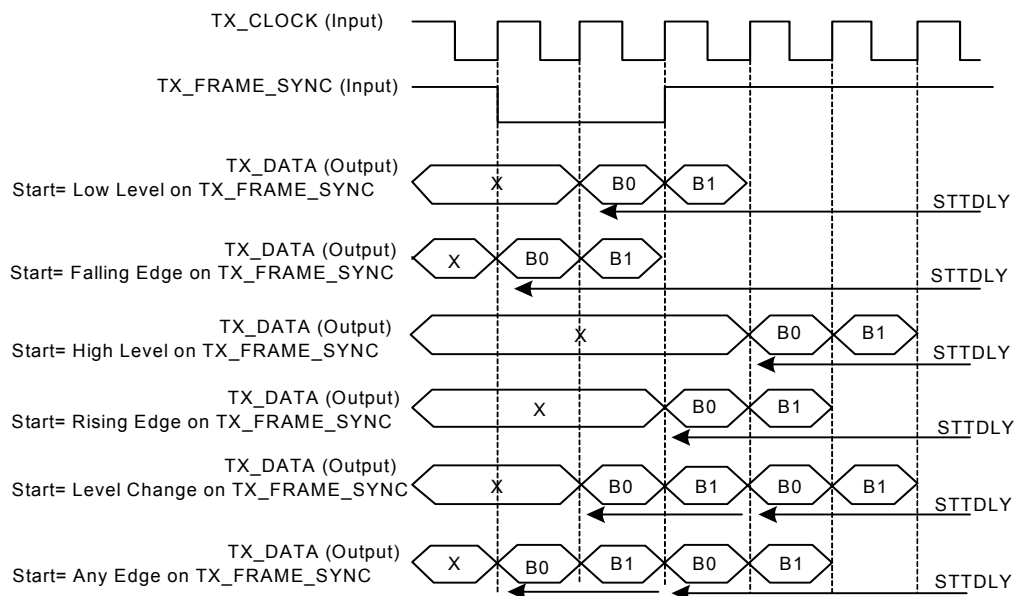 TX_CLOCK (Input)
TX_FRAME_SYNC (Input)
TX_DATA (Output)
Start= Low Level on TX_FRAME_SYNC
X B0 B1
STTDLY
TX_DATA (Output)
Start= Falling Edge on TX_FRAME_SYNC
X B0 B1
STTDLY
TX_DATA (Output)
Start= High Level on TX_FRAME_SYNC
X B0 B1
STTDLY
TX_DATA (Output)
Start= Rising Edge on TX_FRAME_SYNC
X B0 B1
STTDLY
TX_DATA (Output)
Start= Level Change on TX_FRAME_SYNC
X B0 B1 B0 B1
STTDLY
TX_DATA (Output)
Start= Any Edge on TX_FRAME_SYNC
X B0 B1 B0 B1
STTDLY